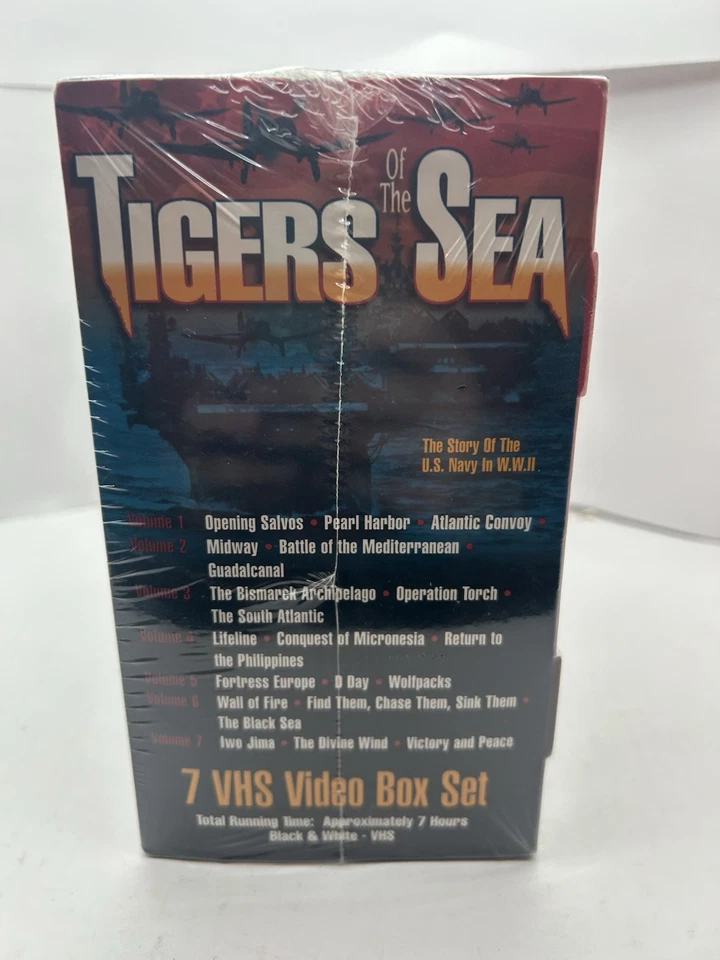 Tigers Of The Sea
The Story Of The
U.S. Navy In W.W.II
Volume 1 Opening Salvos • Pearl Harbor • Atlantic Convoy •
Volume 2 Midway • Battle of the Mediterranean •
Guadalcanal
Volume 3 The Bismarck Archipelago • Operation Torch •
The South Atlantic
Volume 4 Lifeline • Conquest of Micronesia • Return to
the Philippines
Volume 5 Fortress Europe • D Day • Wolfpacks
Volume 6 Wall of Fire • Find Them, Chase Them, Sink Them •
The Black Sea
Volume 7 Iwo Jima • The Divine Wind • Victory and Peace
7 VHS Video Box Set
Total Running Time: Approximately 7 Hours
Black & White - VHS